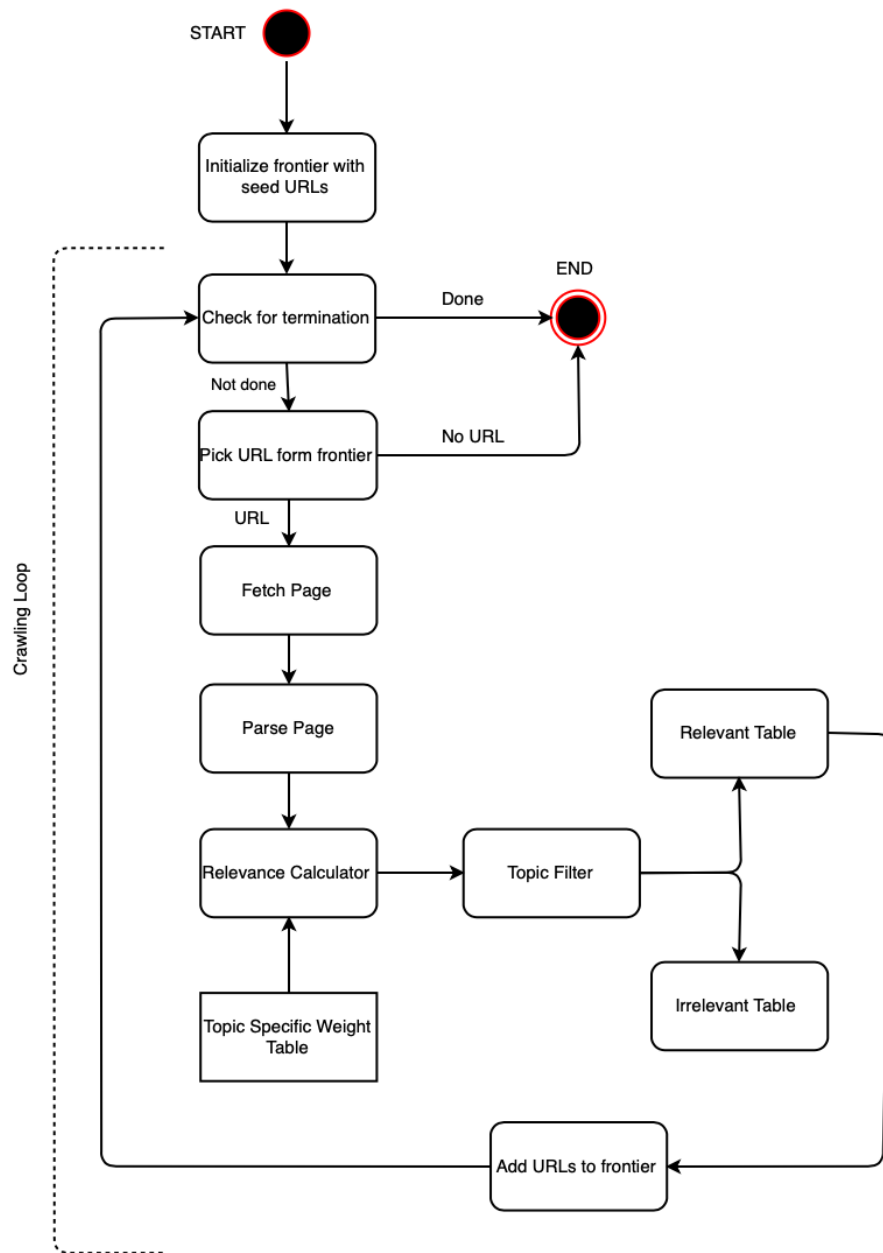 START
Initialize frontier with
seed URLs
END
Check for termination
Done
Not done
Pick URL form frontier
No URL
URL
Fetch Page
Crawling Loop
Parse Page
Relevant Table
Relevance Calculator
Topic Filter
Irrelevant Table
Topic Specific Weight
Table
Add URLs to frontier